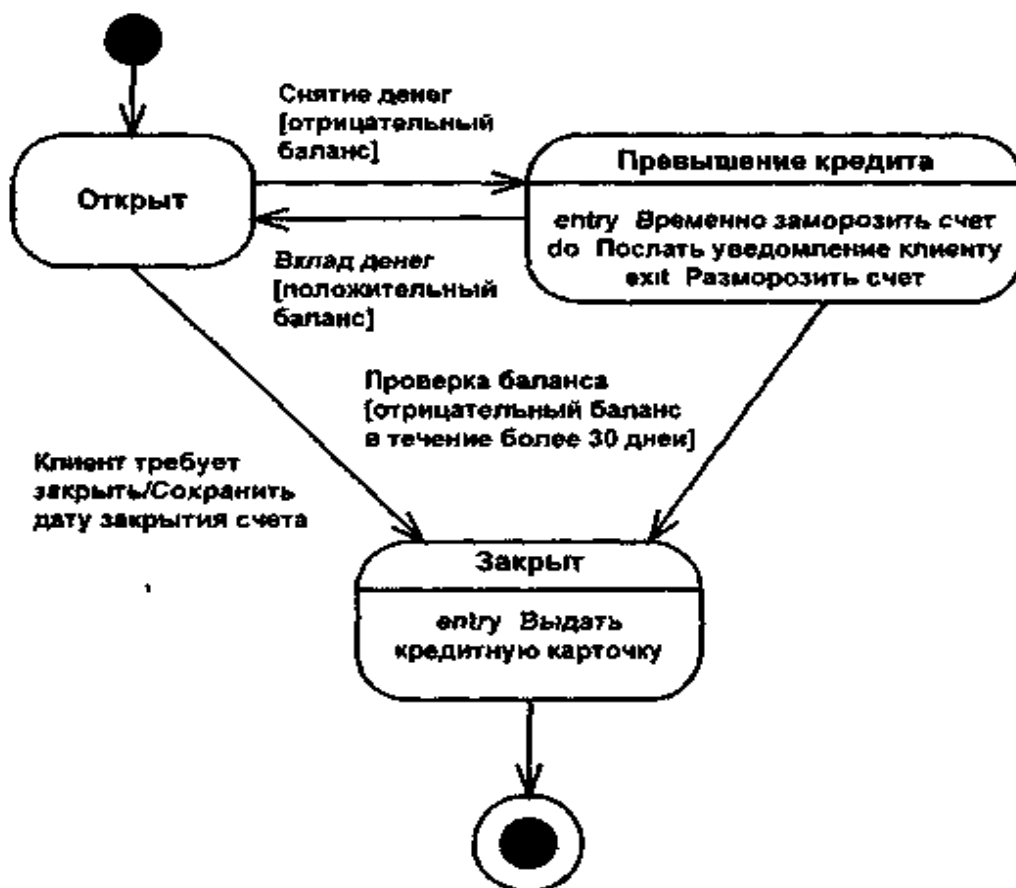 Снятие денег
[отрицательный
баланс]
Открыт
Превышение кредита
entry Временно заморозить счет
do Послать уведомление клиенту
exit Разморозить счет
Вклад денег
[положительный
баланс]
Проверка баланса
[отрицательный баланс
в течение более 30 днеи]
Клиент требует
закрыть/Сохранить
дату закрытия счета
Закрыт
entry Выдать
кредитную карточку